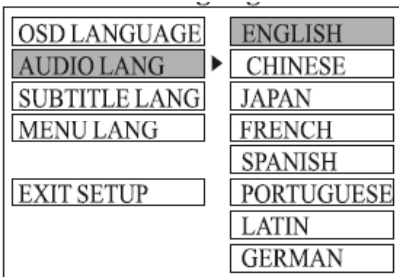 OSD LANGUAGE
AUDIO LANG
SUBTITLE LANG
MENU LANG
EXIT SETUP
ENGLISH
CHINESE
JAPAN
FRENCH
SPANISH
PORTUGUESE
LATIN
GERMAN